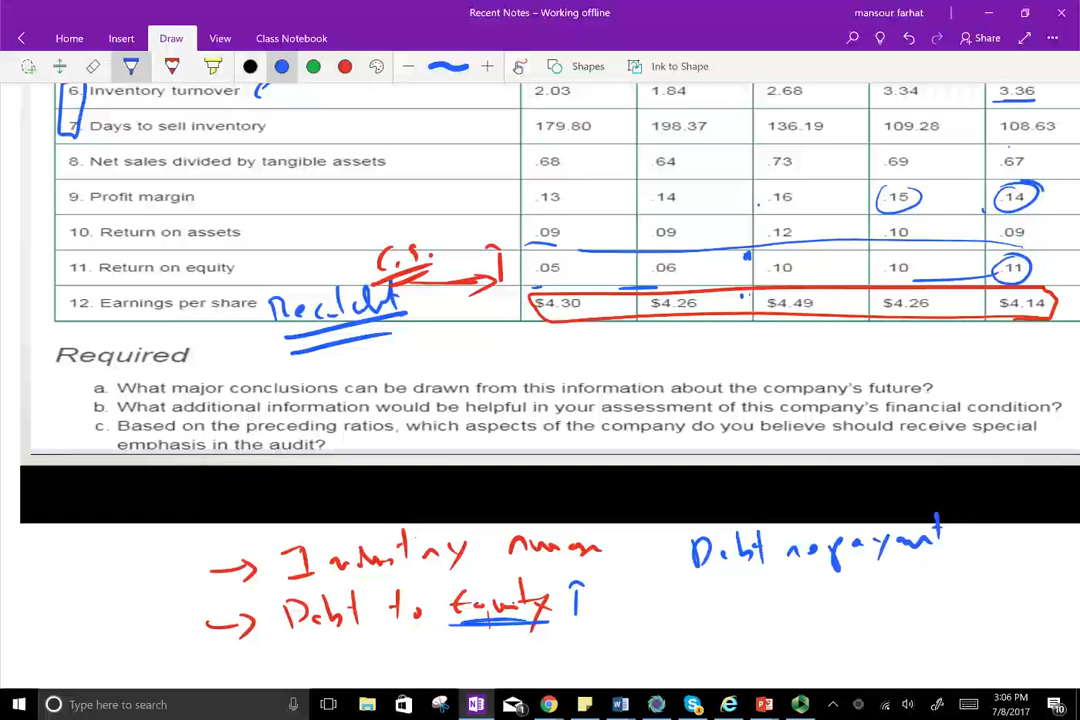 Recent Notes – Working offline
mansour farhat
Home Insert Draw View Class Notebook
Share
Shapes
Ink to Shape
6. Inventory turnover 2.03 1.84 2.68 3.34 3.36
7. Days to sell inventory 179.80 198.37 136.19 109.28 108.63
8. Net sales divided by tangible assets .68 .64 .73 .69 .67
9. Profit margin .13 .14 .16 .15 .14
10. Return on assets .09 .09 .12 .10 .09
C.S.
11. Return on equity .05 .06 .10 .10 .11
12. Earnings per share $4.30 $4.26 $4.49 $4.26 $4.14
Required
a. What major conclusions can be drawn from this information about the company's future?
b. What additional information would be helpful in your assessment of this company's financial condition?
c. Based on the preceding ratios, which aspects of the company do you believe should receive special
emphasis in the audit?
Industry
Debt repayant
Debt to Equity
Type here to search
3:06 PM
7/8/2017
10